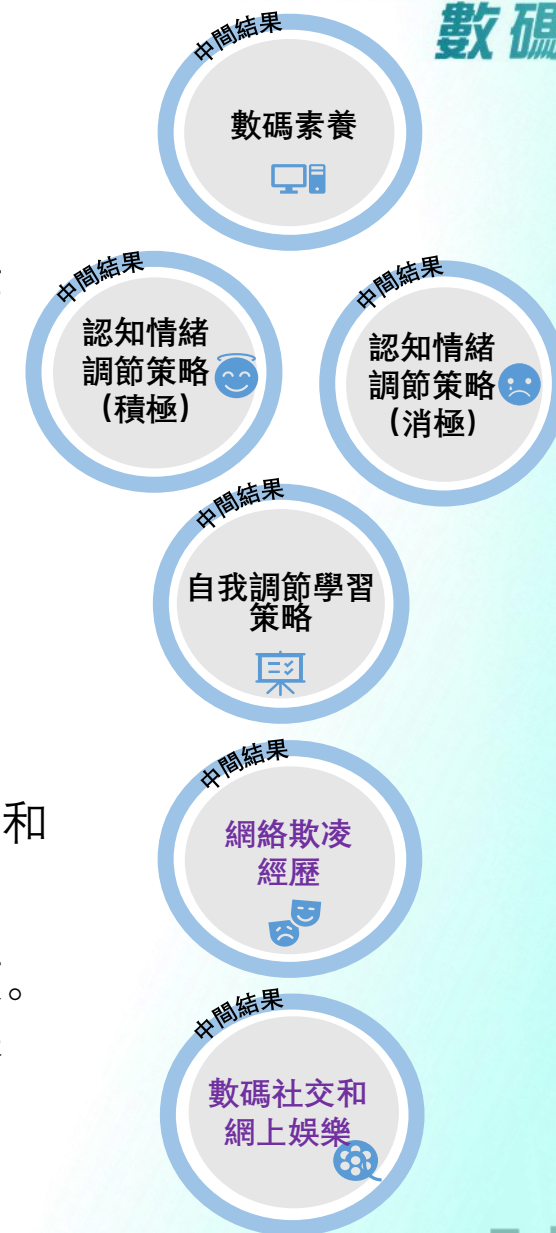 數碼
中間結果
數碼素養
中間結果
認知情緒
調節策略
(積極)
中間結果
認知情緒
調節策略
(消極)
中間結果
自我調節學習
策略
和
中間結果
網絡欺凌
經歷
。
中間結果
數碼社交和
網上娛樂